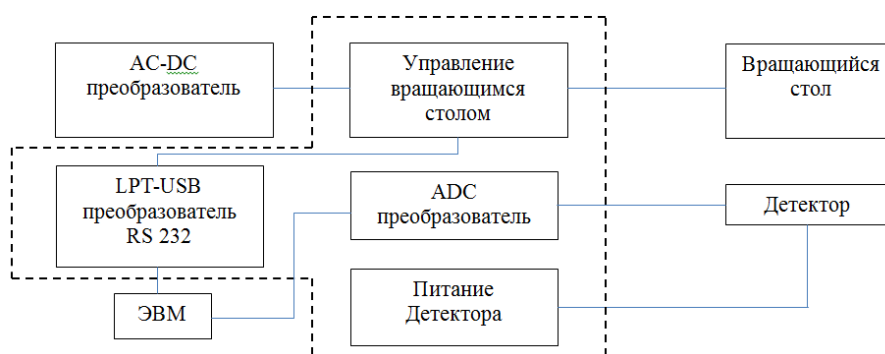 AC-DC
преобразователь
Управление
вращающимся
столом
Вращающийся
стол
LPT-USB
преобразователь
RS 232
ADC
преобразователь
Детектор
ЭВМ
Питание
Детектора